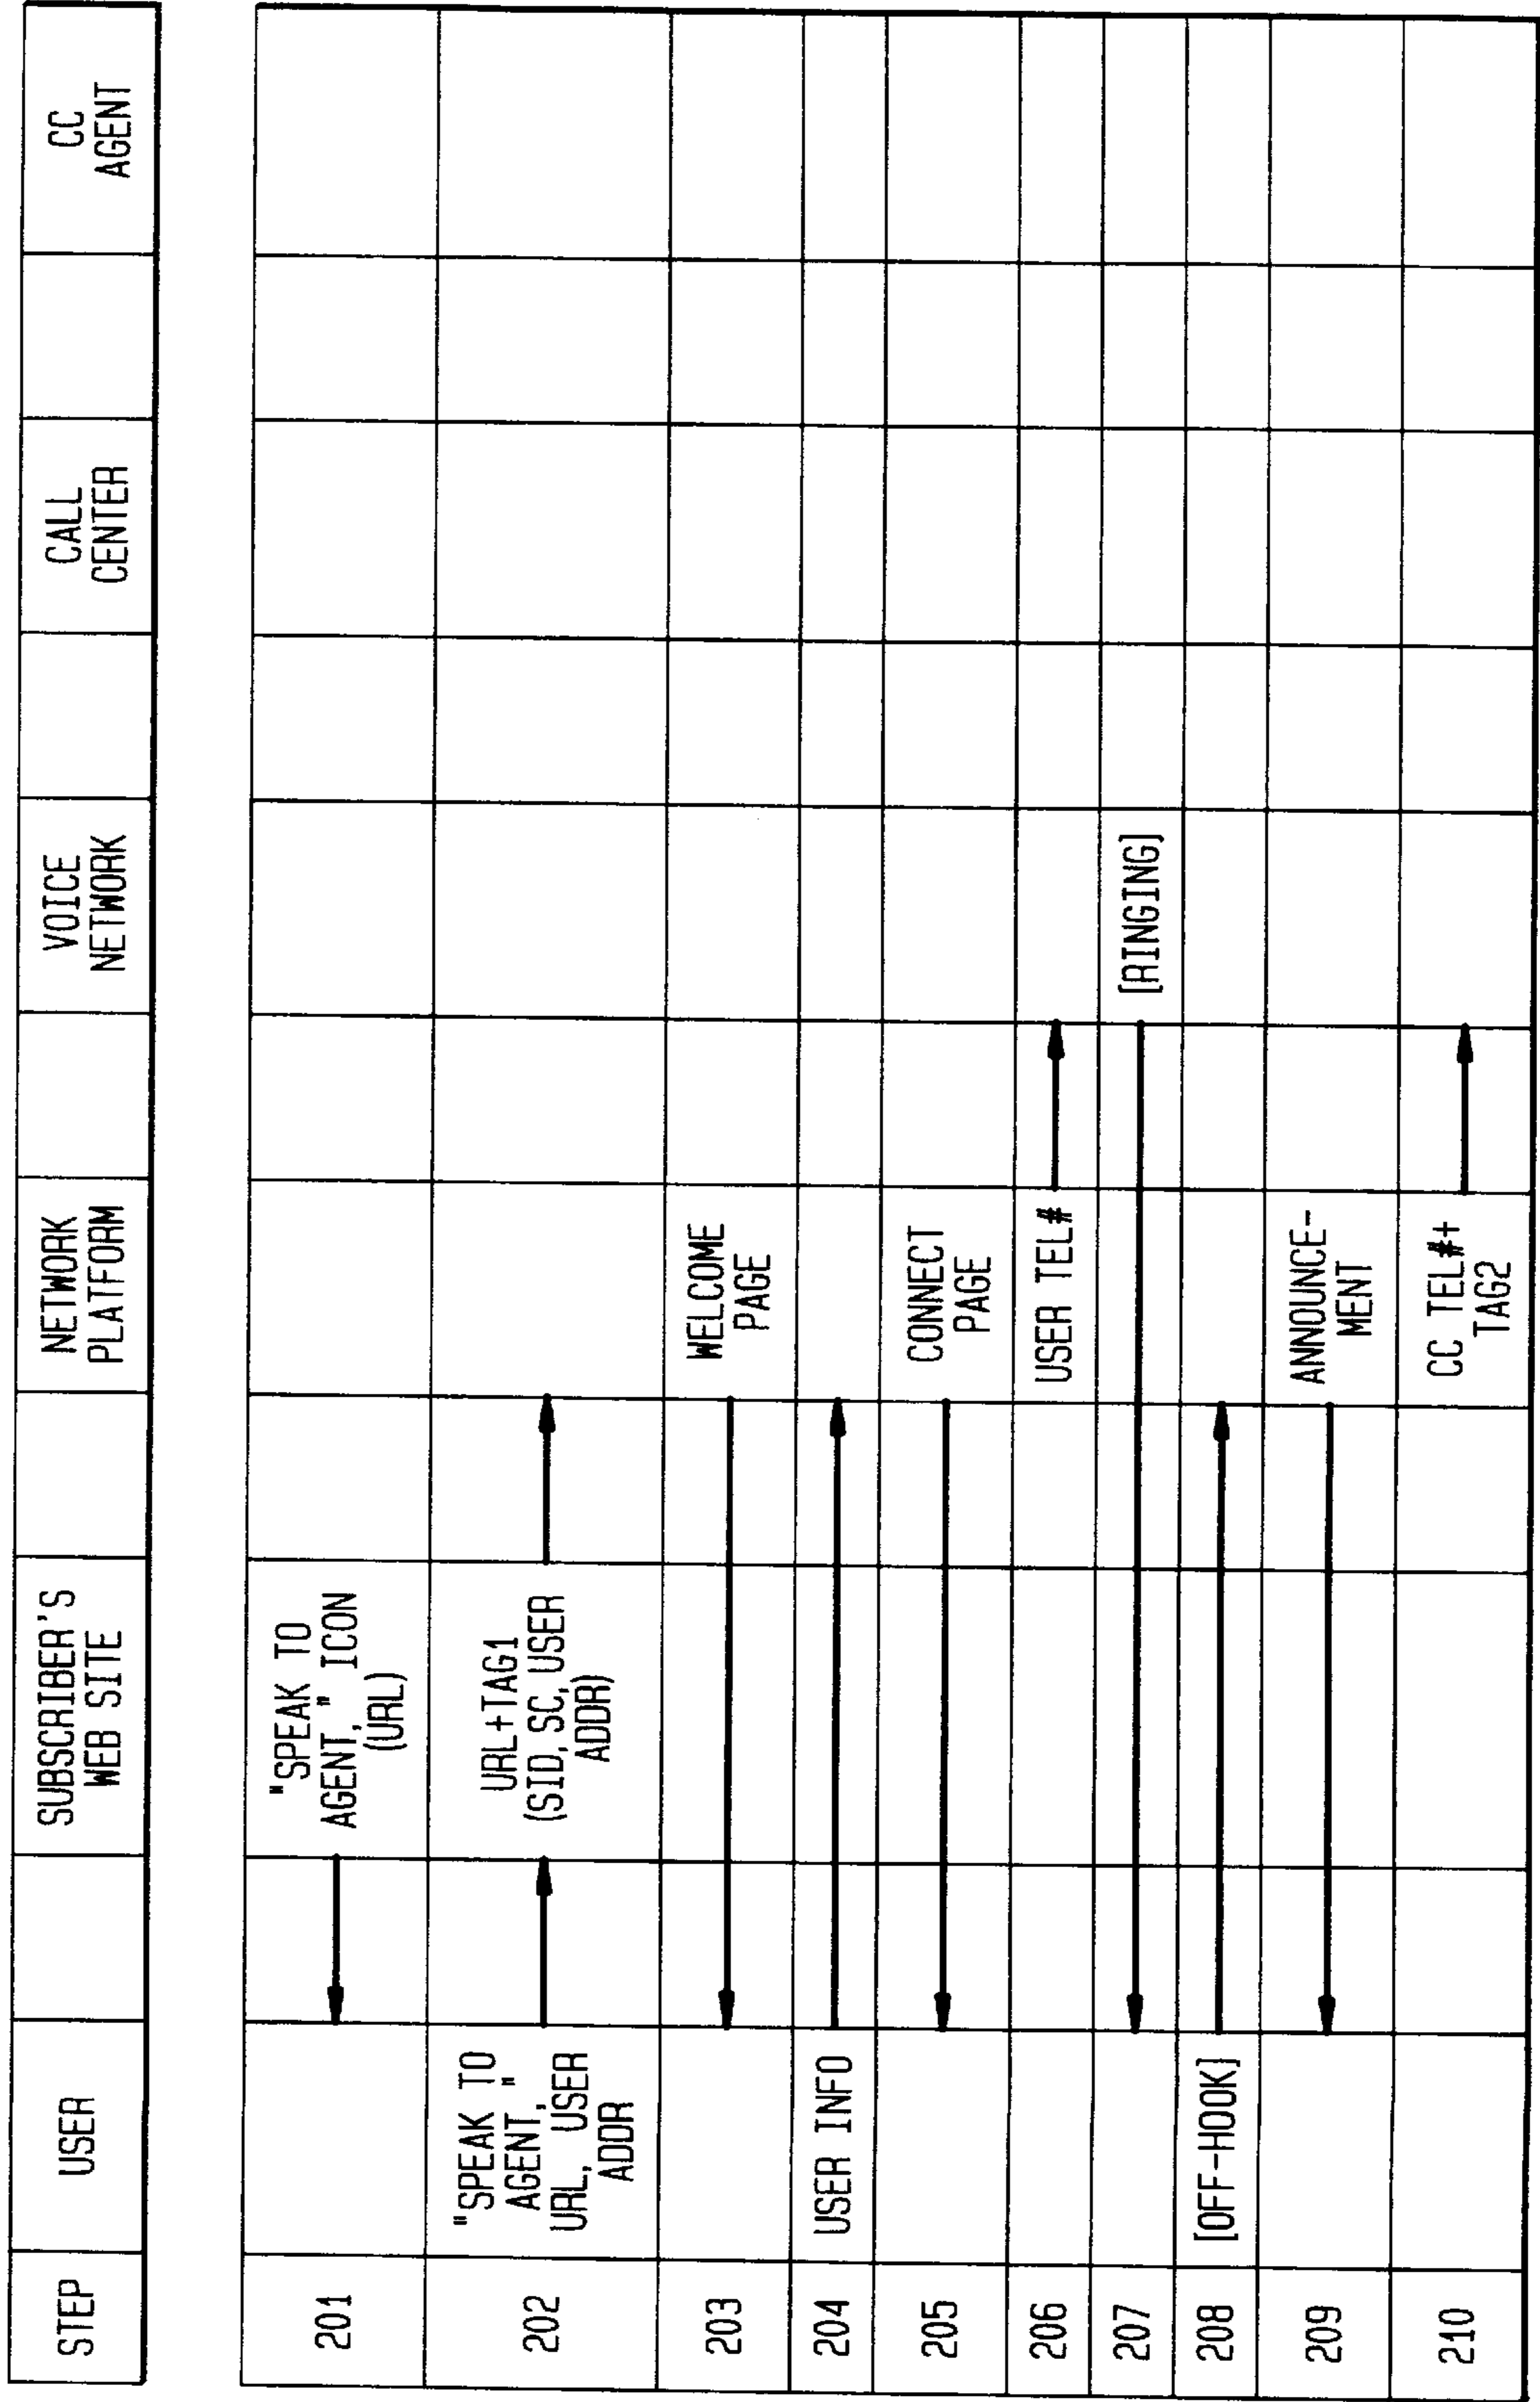 STEP
USER
SUBSCRIBER'S
WEB SITE
NETWORK
PLATFORM
VOICE
NETWORK
CALL
CENTER
CC
AGENT
201
"SPEAK TO
AGENT," ICON
(URL)
202
"SPEAK TO
AGENT,"
URL, USER
ADDR
URL+TAG1
(SID, SC, USER
ADDR)
203
WELCOME
PAGE
204
USER INFO
205
CONNECT
PAGE
206
USER TEL#
207
[RINGING]
208
[OFF-HOOK]
209
ANNOUNCE-
MENT
210
CC TEL#+
TAG2